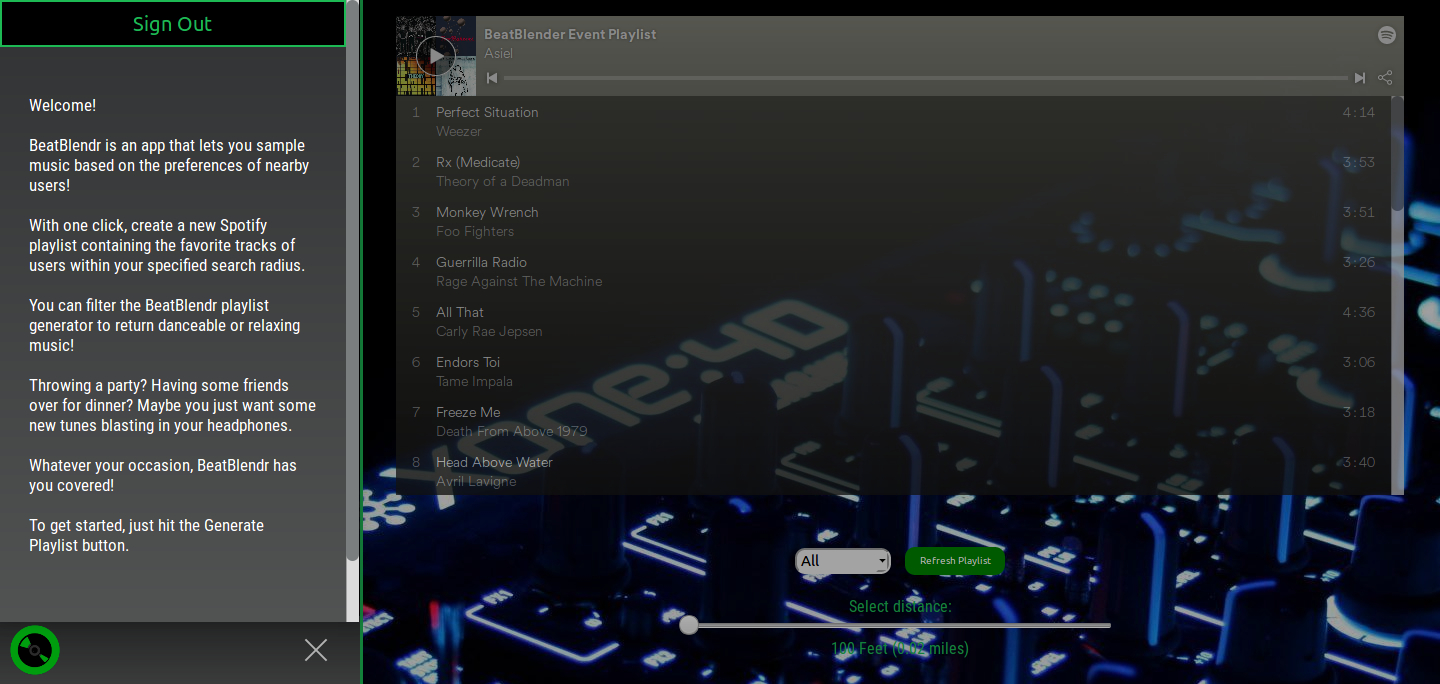 Sign Out
Welcome!
BeatBlendr is an app that lets you sample
music based on the preferences of nearby
users!
With one click, create a new Spotify
playlist containing the favorite tracks of
users within your specified search radius.
You can filter the BeatBlendr playlist
generator to return danceable or relaxing
music!
Throwing a party? Having some friends
over for dinner? Maybe you just want some
new tunes blasting in your headphones.
Whatever your occasion, BeatBlendr has
you covered!
To get started, just hit the Generate
Playlist button.
BeatBlender Event Playlist
Asiel
1 Perfect Situation 4:14
Weezer
2 Rx (Medicate) 3:53
Theory of a Deadman
3 Monkey Wrench 3:51
Foo Fighters
4 Guerrilla Radio 3:26
Rage Against The Machine
5 All That 4:36
Carly Rae Jepsen
6 Endors Toi 3:06
Tame Impala
7 Freeze Me 3:18
Death From Above 1979
8 Head Above Water 3:40
Avril Lavigne
XONE:4D
All Refresh Playlist
Select distance:
100 Feet (0.02 miles)